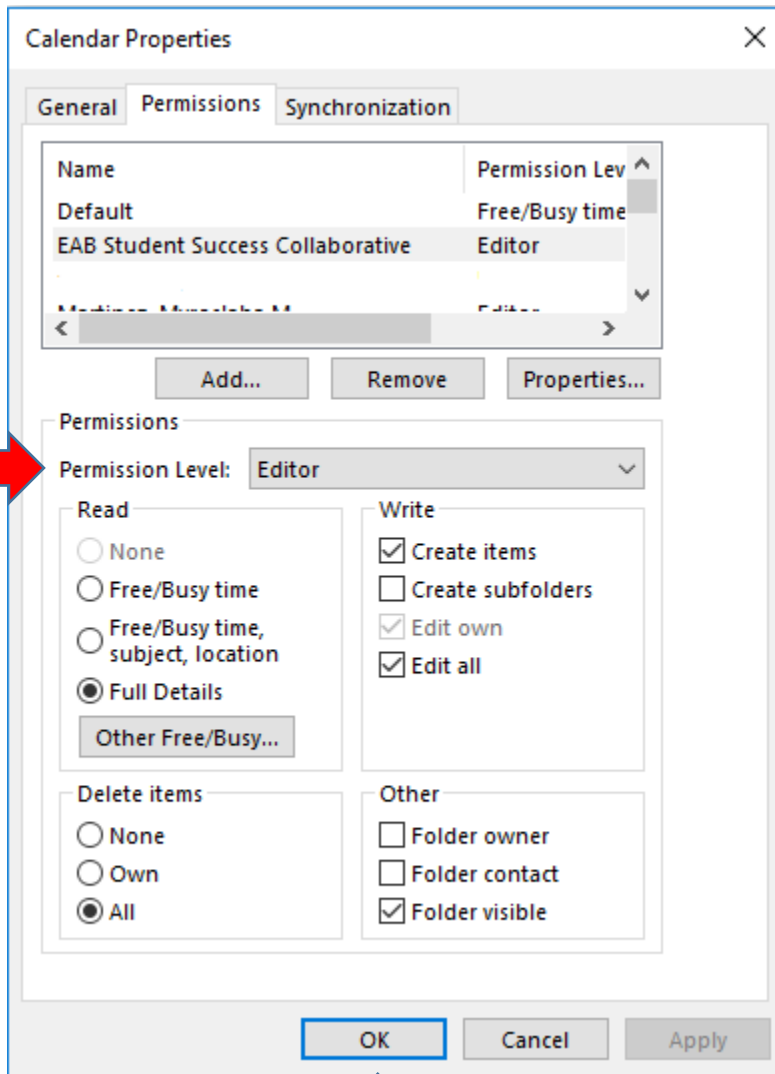 Calendar Properties
General Permissions Synchronization
Name Permission Lev
Default Free/Busy time
EAB Student Success Collaborative Editor
Add... Remove Properties...
Permissions
Permission Level: Editor
Read
None
Free/Busy time
Free/Busy time,
subject, location
Full Details
Other Free/Busy...
Write
Create items
Create subfolders
Edit own
Edit all
Delete items
None
Own
All
Other
Folder owner
Folder contact
Folder visible
OK Cancel Apply